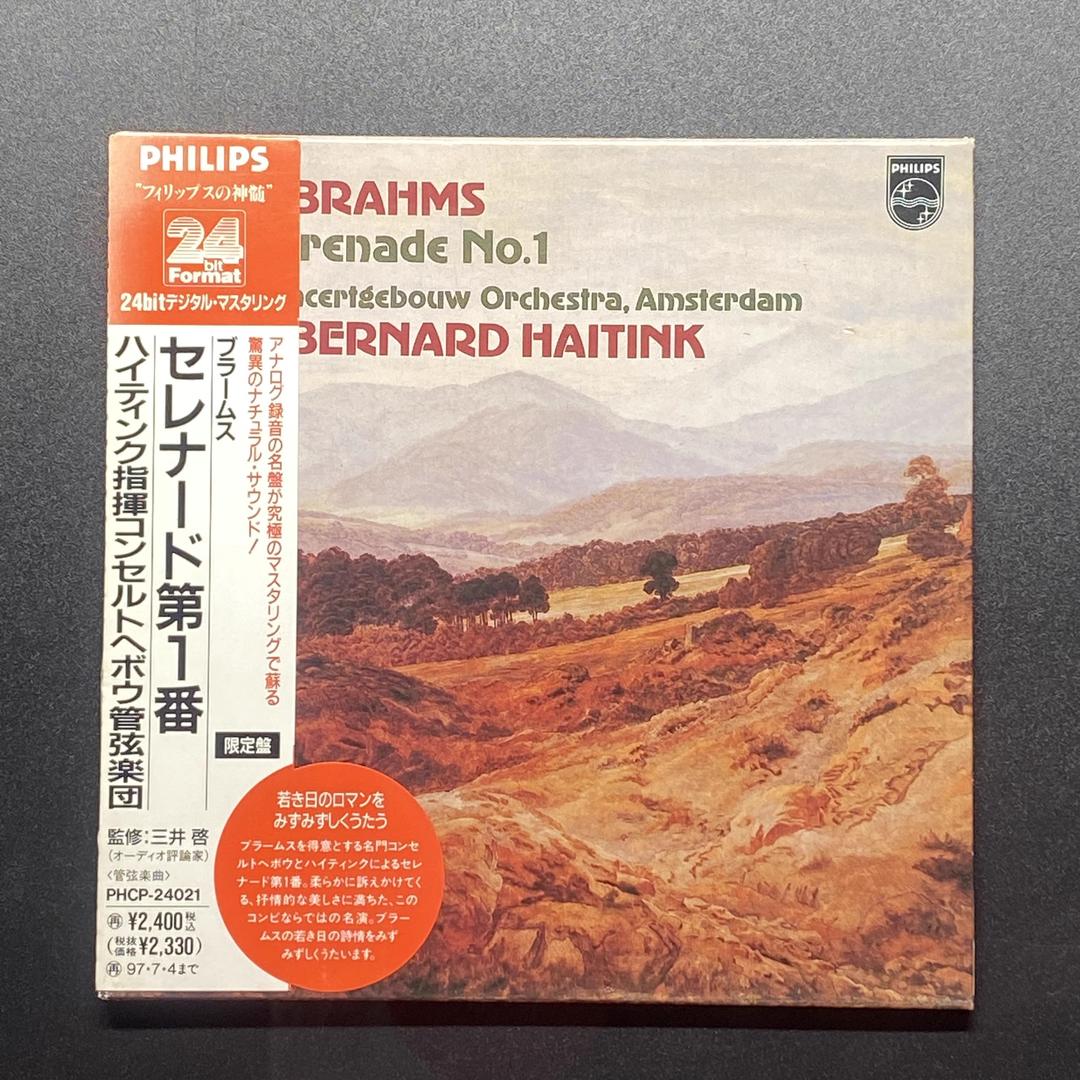 PHILIPS
"フィリップスの神髄"
24
bit
Format
24bitデジタル・マスタリング
アナログ録音の名盤が究極のマスタリングで蘇る
驚異のナチュラル・サウンド!
ブラームス
セレナード第1番
ハイティンク指揮コンセルトヘボウ管弦楽団
限定盤
監修:三井 啓
(オーディオ評論家)
〈管弦楽曲〉
PHCP-24021
再 ¥2,400税込
(税抜価格¥2,330)
再 97・7・4まで
若き日のロマンを
みずみずしくうたう
ブラームスを得意とする名門コンセ
ルトヘボウとハイティンクによるセレ
ナード第1番。柔らかに訴えかけてく
る、抒情的な美しさに満ちた、この
コンビならではの名演。ブラー
ムスの若き日の詩情をみず
みずしくうたいます。
BRAHMS
renade No.1
ncertgebouw Orchestra, Amsterdam
BERNARD HAITINK
PHILIPS